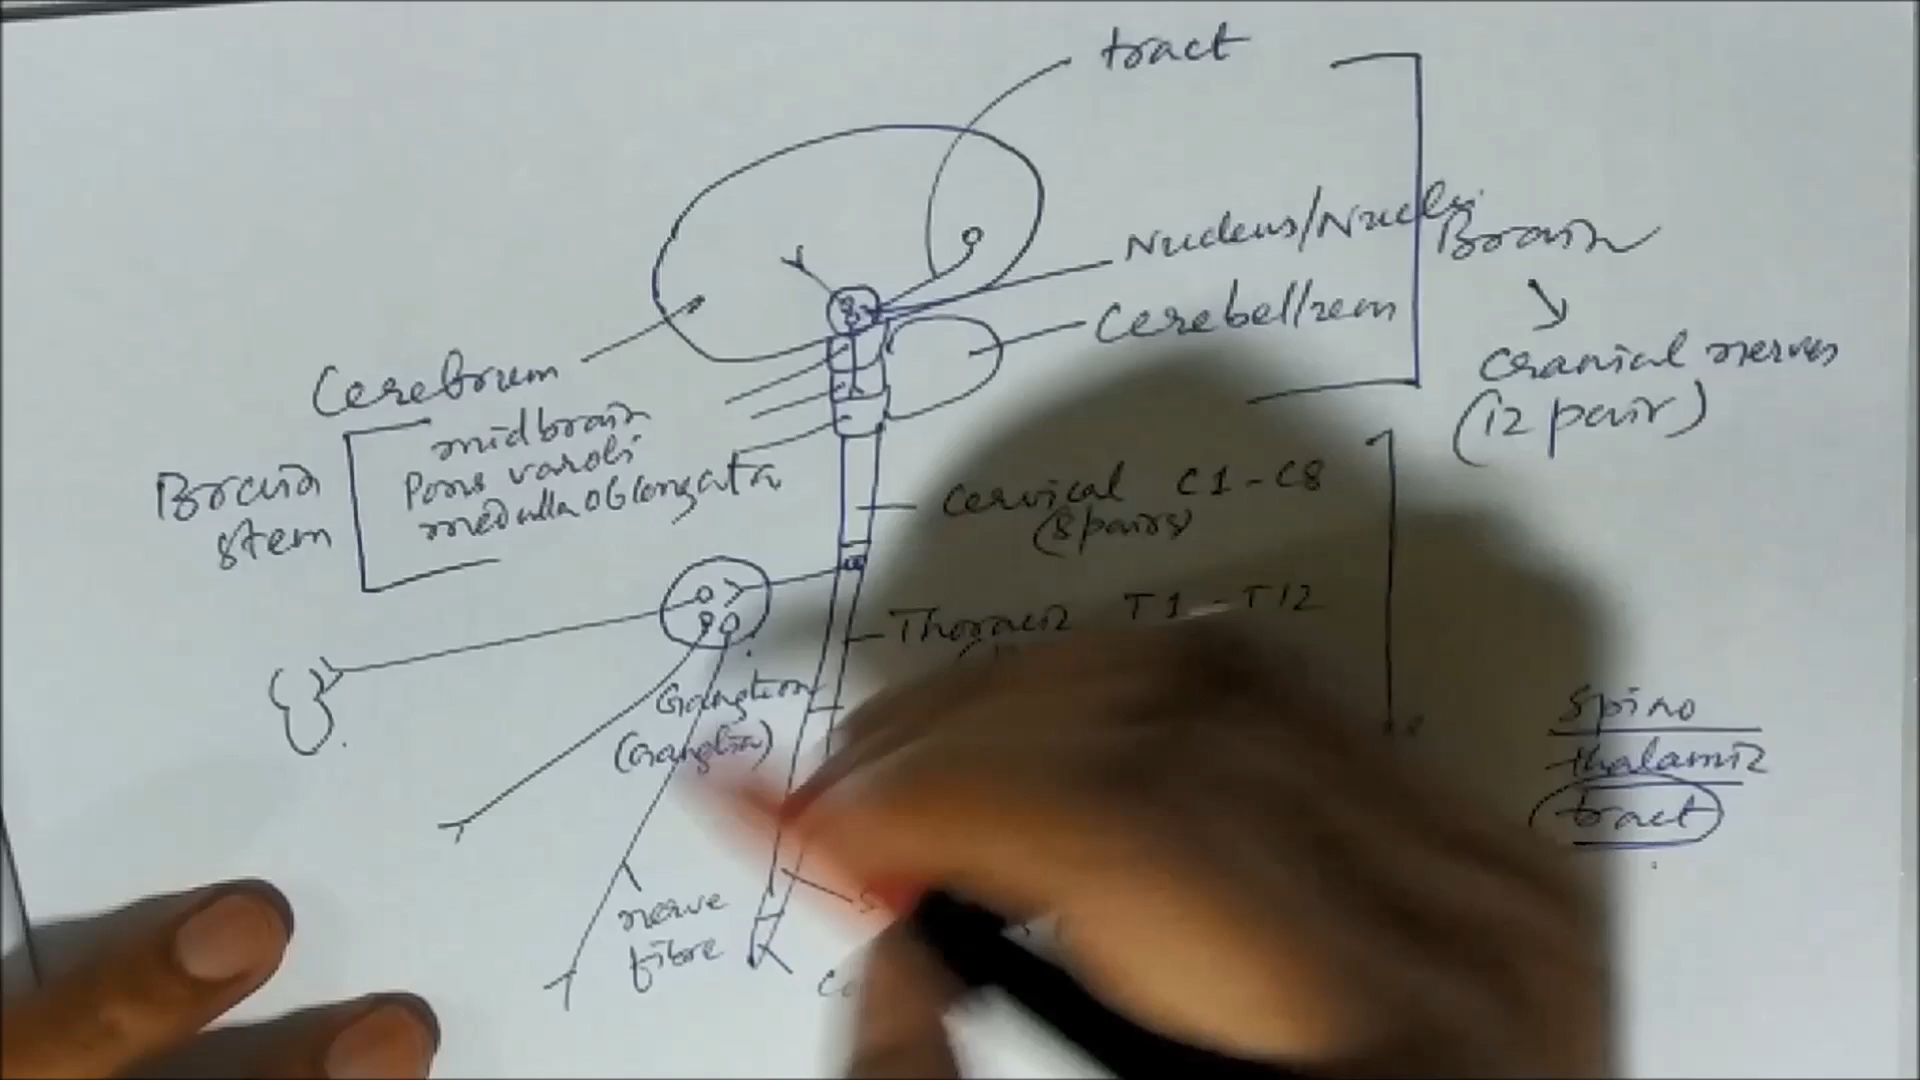 tract
Nucleus/Nuclei
Brain
Cerebellum
Cranial nerves
(12 pair)
Cerebrum
Brain
stem
midbrain
Pons varoli
medulla oblongata
Cervical C1-C8
(8 pairs)
Thoracic T1-T12
Ganglion
(Ganglia)
nerve
fibre
Spino
thalamic
tract